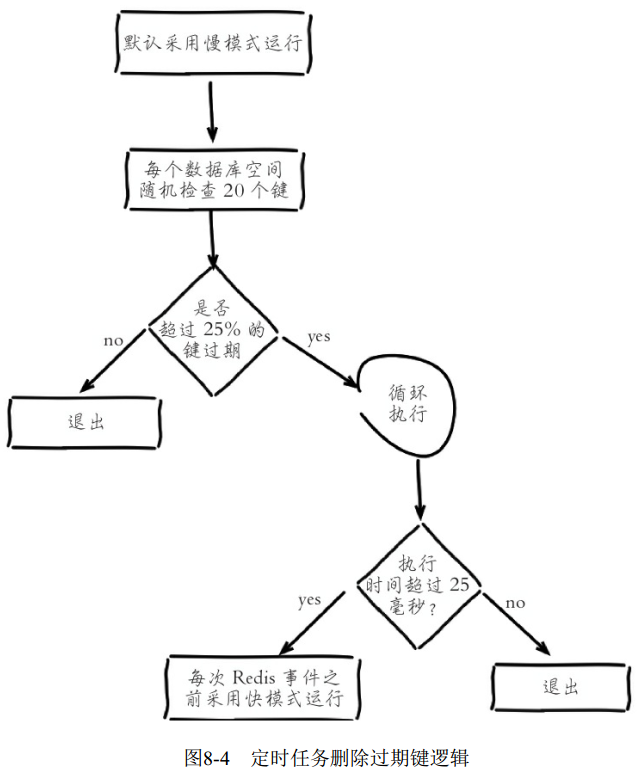 默认采用慢模式运行
每个数据库空间
随机检查 20 个键
是否
超过 25% 的
键过期
no
yes
退出
循环
执行
执行
时间超过 25
毫秒?
yes
no
每次 Redis 事件之
前采用快模式运行
退出
图8-4 定时任务删除过期键逻辑